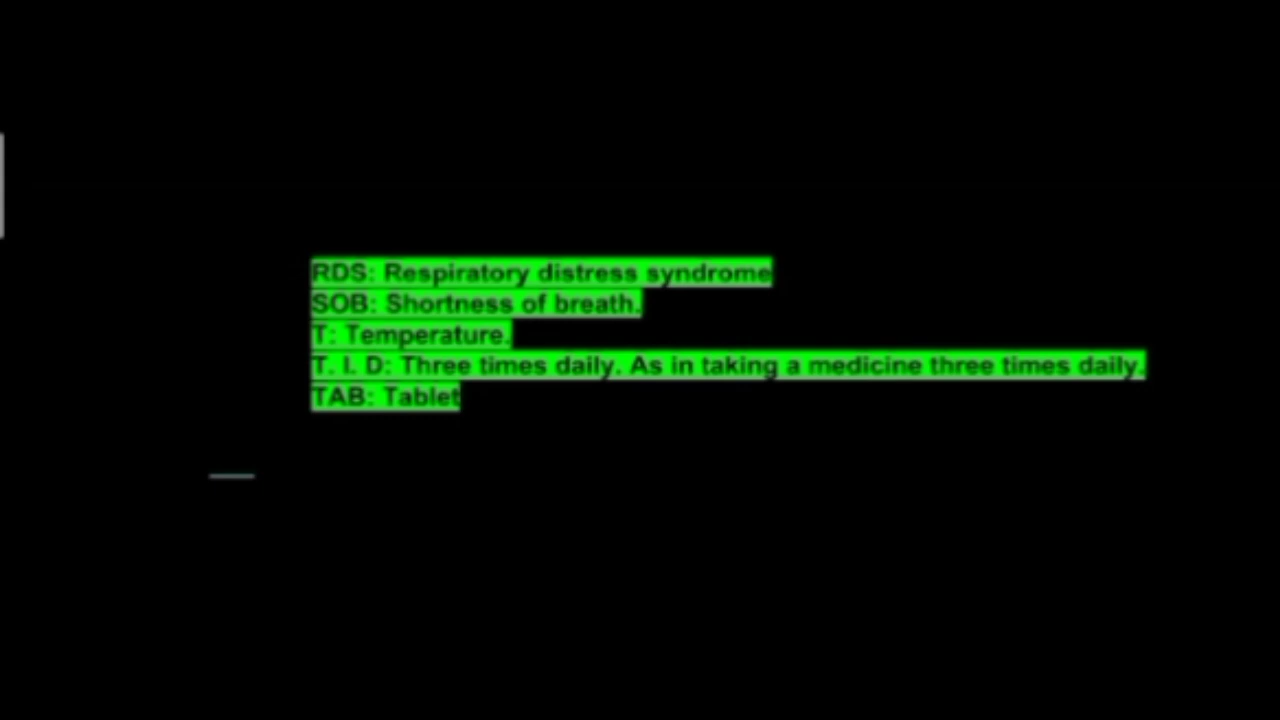 RDS: Respiratory distress syndrome
SOB: Shortness of breath.
T: Temperature.
T. I. D: Three times daily. As in taking a medicine three times daily.
TAB: Tablet